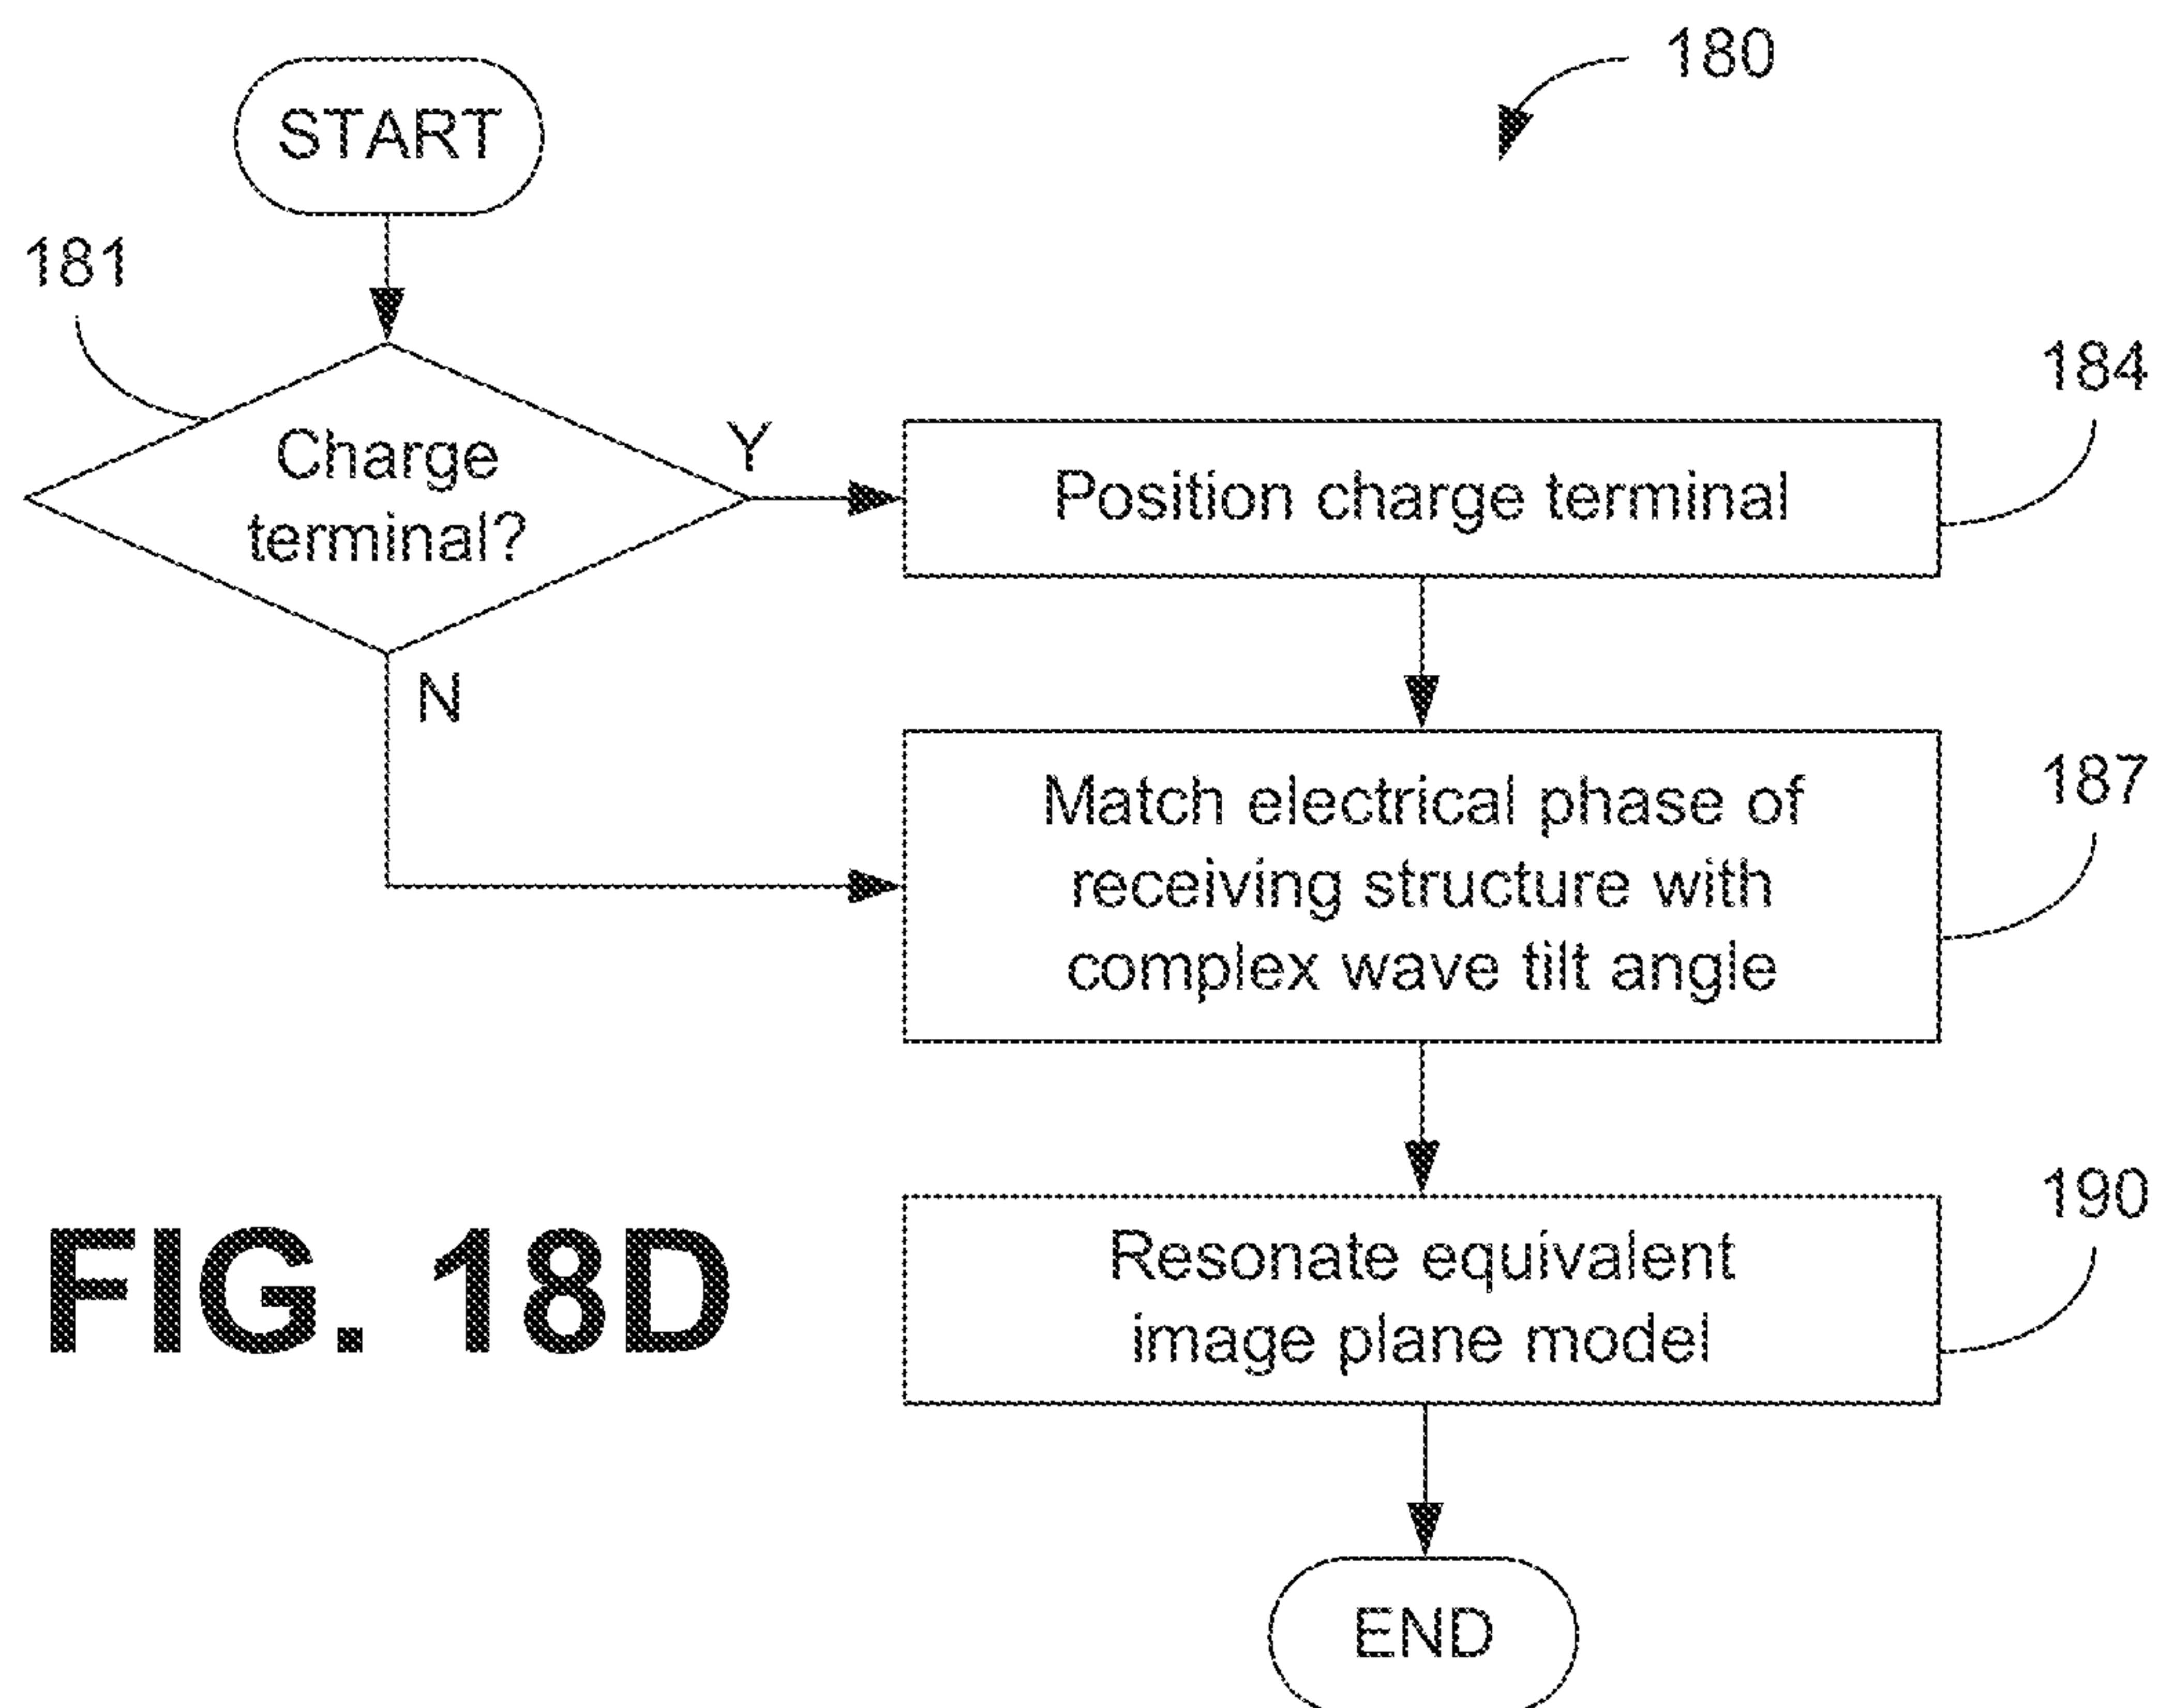 START
180
181
Charge
terminal?
Y
Position charge terminal
184
N
Match electrical phase of
receiving structure with
complex wave tilt angle
187
Resonate equivalent
image plane model
190
END
FIG. 18D